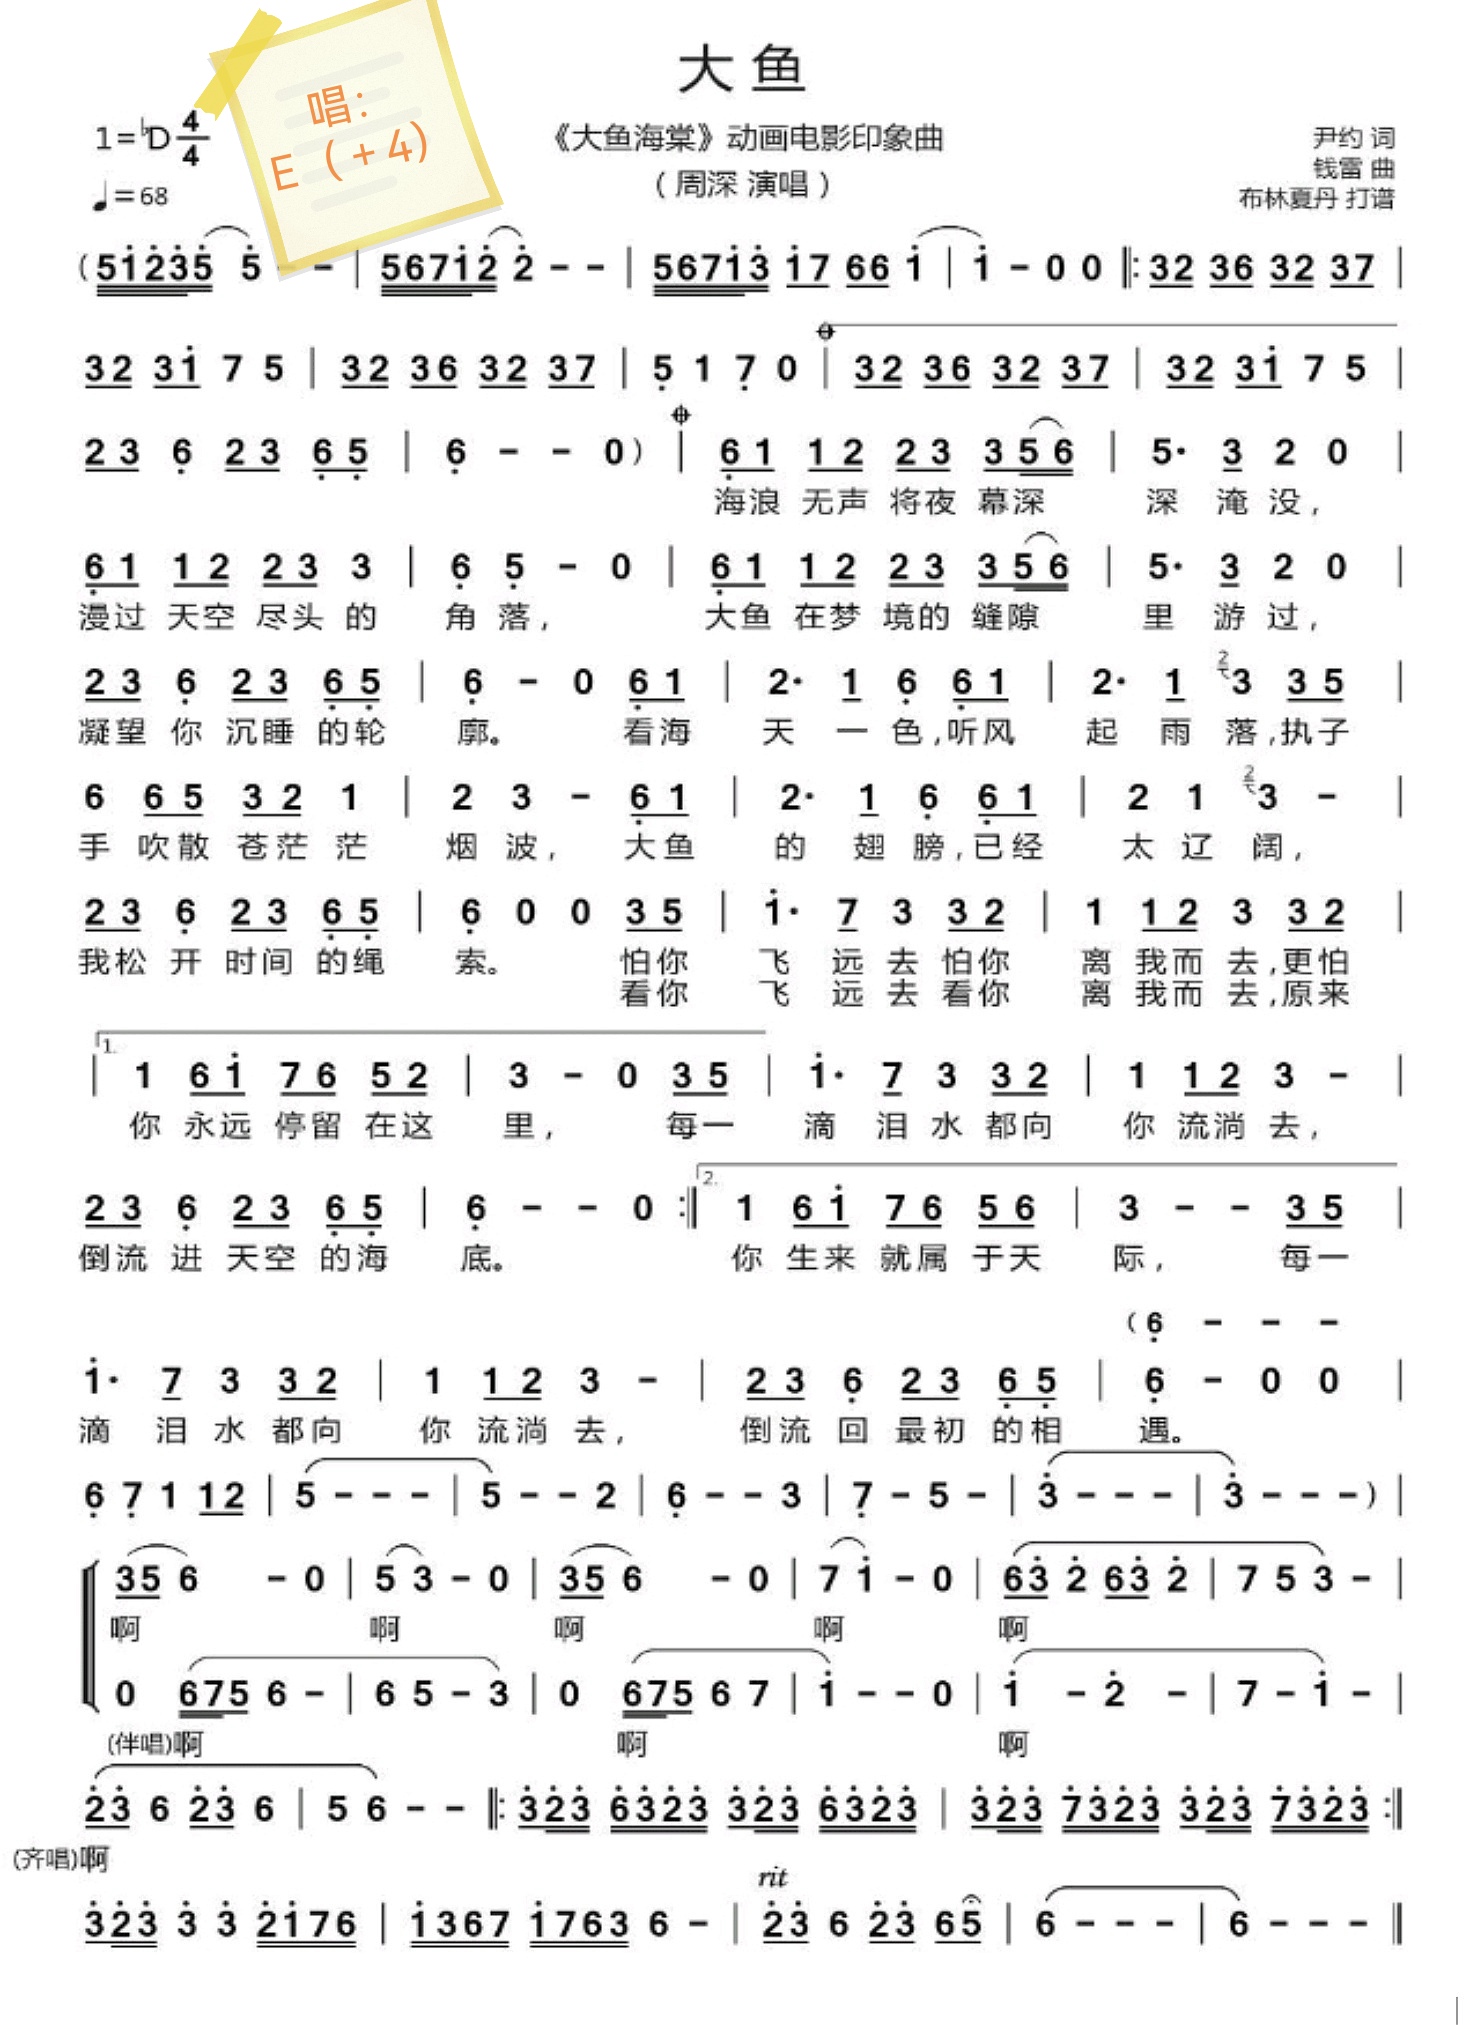 大鱼
唱：
E（+4）
1=♭D 4/4
♩=68
《大鱼海棠》动画电影印象曲
（周深 演唱）
尹约 词
钱雷 曲
布林夏丹 打谱
(51235 5 - - | 56712 2 - - | 56713 17 66 1 | 1 - 0 0 ‖: 32 36 32 37 |
32 31 7 5 | 32 36 32 37 | 5 1 7 0 | 32 36 32 37 | 32 31 7 5 |
23 6 23 65 | 6 - - 0) | 61 12 23 356 | 5· 3 2 0 |
海浪 无声 将夜 幕深 深 淹 没，
61 12 23 3 | 6 5 - 0 | 61 12 23 356 | 5· 3 2 0 |
漫过 天空 尽头 的 角 落， 大鱼 在梦 境的 缝隙 里 游 过，
23 6 23 65 | 6 - 0 61 | 2· 1 6 61 | 2· 1 23 35 |
凝望 你 沉睡 的轮 廓。 看海 天 一 色，听风 起 雨 落，执子
6 65 32 1 | 2 3 - 61 | 2· 1 6 61 | 2 1 23 - |
手 吹散 苍茫 茫 烟 波， 大鱼 的 翅 膀，已经 太 辽 阔，
23 6 23 65 | 6 0 0 35 | 1· 7 3 32 | 1 12 3 32
我松 开 时间 的绳 索。 怕你 飞 远 去 怕你 离 我而 去，更怕
看你 飞 远 去 看你 离 我而 去，原来
1.
| 1 61 76 52 | 3 - 0 35 | 1· 7 3 32 | 1 12 3 - |
你 永远 停留 在这 里， 每一 滴 泪 水 都向 你 流淌 去，
2.
23 6 23 65 | 6 - - 0 :‖ 1 61 76 56 | 3 - - 35 |
倒流 进 天空 的海 底。 你 生来 就属 于天 际， 每一
(6 - - -
1· 7 3 32 | 1 12 3 - | 23 6 23 65 | 6 - 0 0 |
滴 泪 水 都向 你 流淌 去， 倒流 回 最初 的相 遇。
6 7 1 12 | 5 - - - | 5 - - 2 | 6 - - 3 | 7 - 5 - | 3 - - - | 3 - - -) |
35 6 - 0 | 5 3 - 0 | 35 6 - 0 | 7 1 - 0 | 63 2 63 2 | 7 5 3 - |
啊 啊 啊 啊 啊
0 675 6 - | 6 5 - 3 | 0 675 6 7 | 1 - - 0 | 1 - 2 - | 7 - 1 - |
(伴唱)啊 啊 啊
23 6 23 6 | 5 6 - - ‖: 323 6323 323 6323 | 323 7323 323 7323 :‖
(齐唱)啊
rit
323 3 3 2176 | 1367 1763 6 - | 23 6 23 65 | 6 - - - | 6 - - - ‖